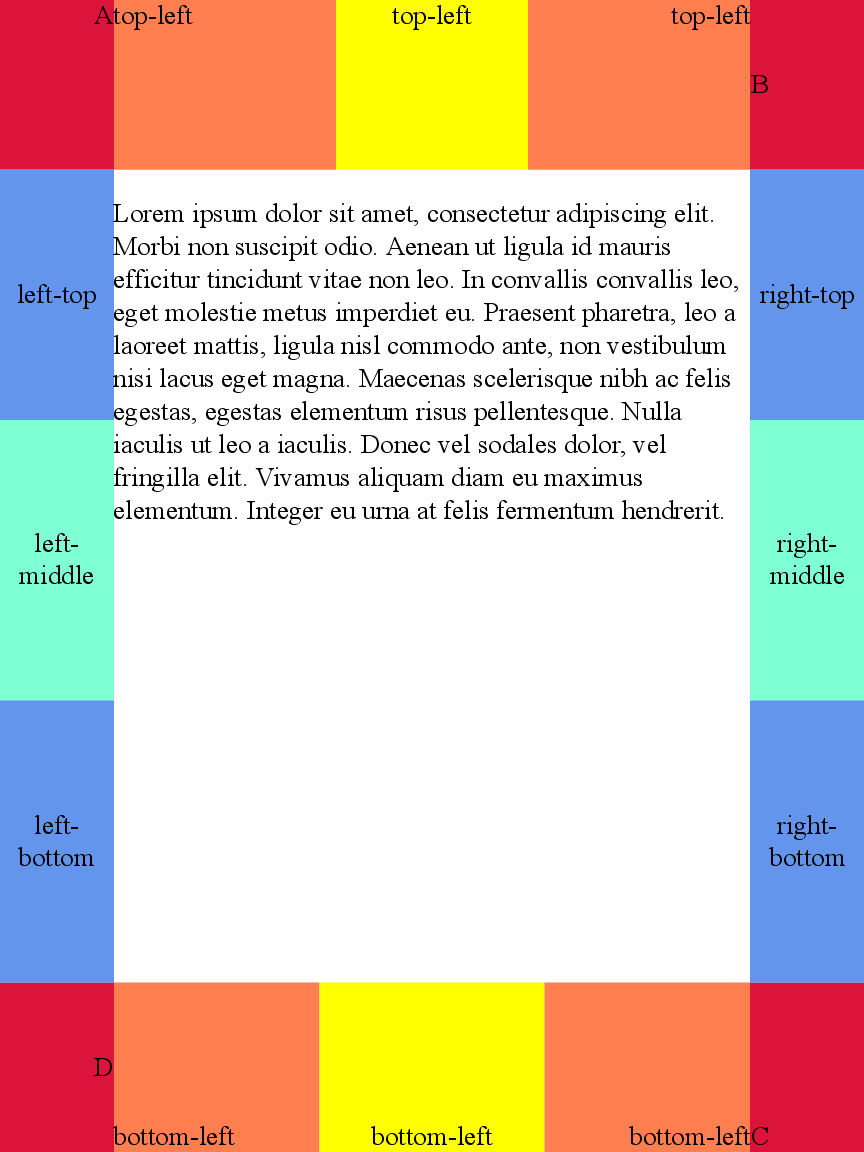 Atop-left top-left top-left
B
Lorem ipsum dolor sit amet, consectetur adipiscing elit.
Morbi non suscipit odio. Aenean ut ligula id mauris
efficitur tincidunt vitae non leo. In convallis convallis leo,
eget molestie metus imperdiet eu. Praesent pharetra, leo a
laoreet mattis, ligula nisl commodo ante, non vestibulum
nisi lacus eget magna. Maecenas scelerisque nibh ac felis
egestas, egestas elementum risus pellentesque. Nulla
iaculis ut leo a iaculis. Donec vel sodales dolor, vel
fringilla elit. Vivamus aliquam diam eu maximus
elementum. Integer eu urna at felis fermentum hendrerit.
left-top
right-top
left-
middle
right-
middle
left-
bottom
right-
bottom
D
bottom-left bottom-left bottom-leftC